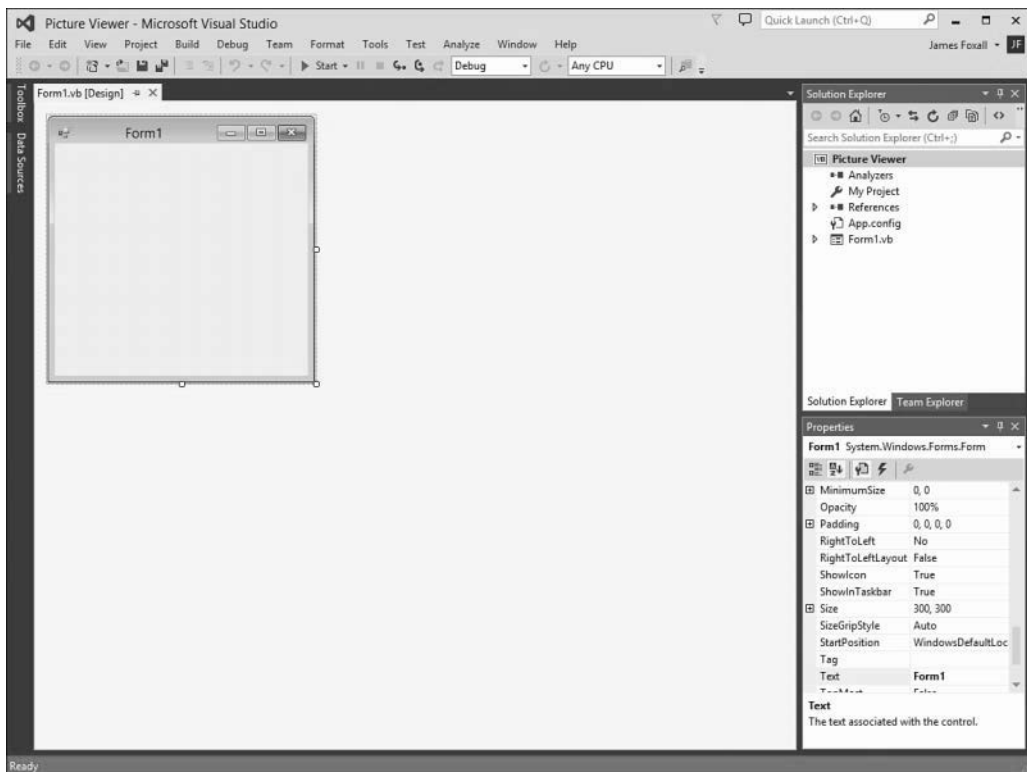 Picture Viewer - Microsoft Visual Studio
Quick Launch (Ctrl+Q)
File Edit View Project Build Debug Team Format Tools Test Analyze Window Help
James Foxall JF
Start Debug Any CPU
Toolbox
Data Sources
Form1.vb [Design]
Form1
Solution Explorer
Search Solution Explorer (Ctrl+;)
VB Picture Viewer
Analyzers
My Project
References
App.config
Form1.vb
Solution Explorer Team Explorer
Properties
Form1 System.Windows.Forms.Form
MinimumSize 0, 0
Opacity 100%
Padding 0, 0, 0, 0
RightToLeft No
RightToLeftLayout False
ShowIcon True
ShowInTaskbar True
Size 300, 300
SizeGripStyle Auto
StartPosition WindowsDefaultLoc
Tag
Text Form1
Text
The text associated with the control.
Ready